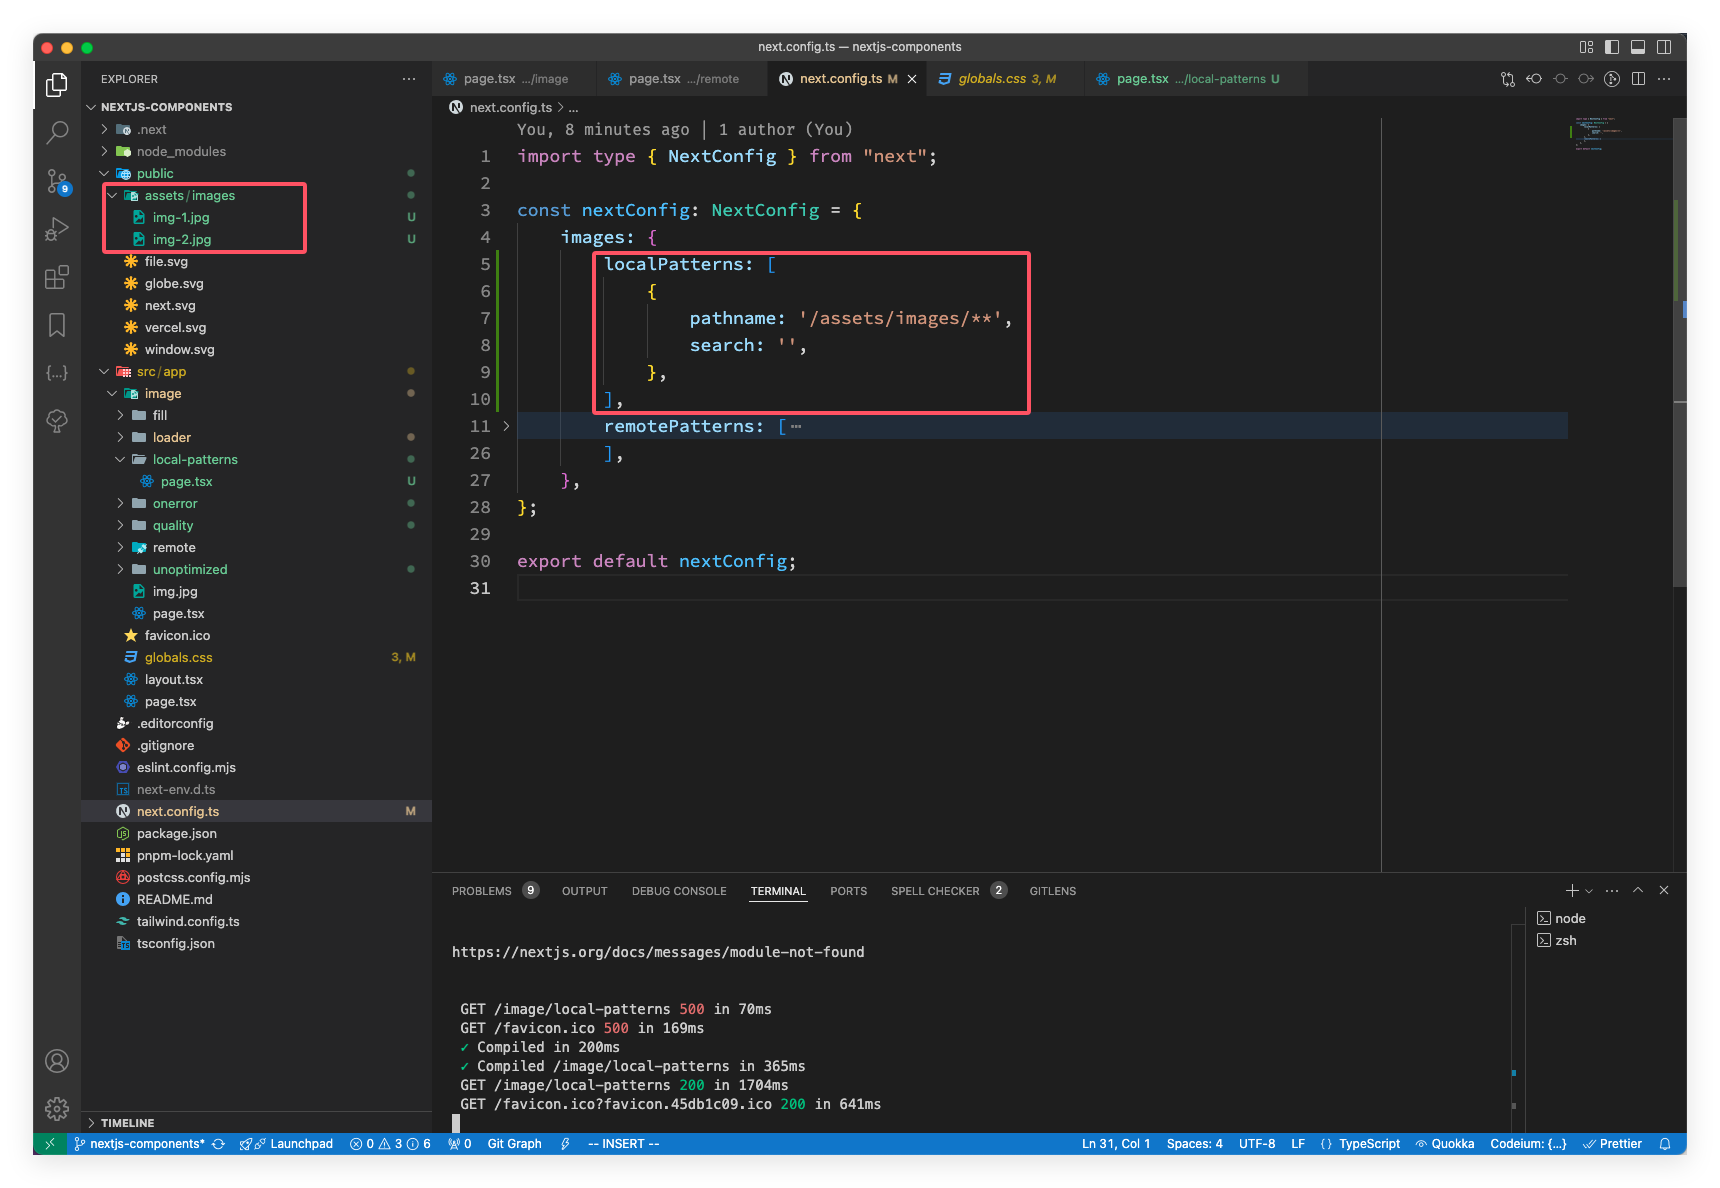 next.config.ts — nextjs-components
EXPLORER
NEXTJS-COMPONENTS
.next
node_modules
public
assets/images
img-1.jpg U
img-2.jpg U
file.svg
globe.svg
next.svg
vercel.svg
window.svg
src/app
image
fill
loader
local-patterns
page.tsx U
onerror
quality
remote
unoptimized
img.jpg
page.tsx
favicon.ico
globals.css 3, M
layout.tsx
page.tsx
.editorconfig
.gitignore
eslint.config.mjs
next-env.d.ts
next.config.ts M
package.json
pnpm-lock.yaml
postcss.config.mjs
README.md
tailwind.config.ts
tsconfig.json
TIMELINE
9
page.tsx .../image page.tsx .../remote next.config.ts M globals.css 3, M page.tsx .../local-patterns U
next.config.ts > ...
You, 8 minutes ago | 1 author (You)
1 import type { NextConfig } from "next";
2
3 const nextConfig: NextConfig = {
4 images: {
5 localPatterns: [
6 {
7 pathname: '/assets/images/**',
8 search: '',
9 },
10 ],
11 remotePatterns: [ ⋯
26 ],
27 },
28 };
29
30 export default nextConfig;
31
PROBLEMS 9 OUTPUT DEBUG CONSOLE TERMINAL PORTS SPELL CHECKER 2 GITLENS
node
zsh
https://nextjs.org/docs/messages/module-not-found
GET /image/local-patterns 500 in 70ms
GET /favicon.ico 500 in 169ms
✓ Compiled in 200ms
✓ Compiled /image/local-patterns in 365ms
GET /image/local-patterns 200 in 1704ms
GET /favicon.ico?favicon.45db1c09.ico 200 in 641ms
nextjs-components* Launchpad 0 3 6 0 Git Graph -- INSERT -- Ln 31, Col 1 Spaces: 4 UTF-8 LF {} TypeScript Quokka Codeium: {...} Prettier